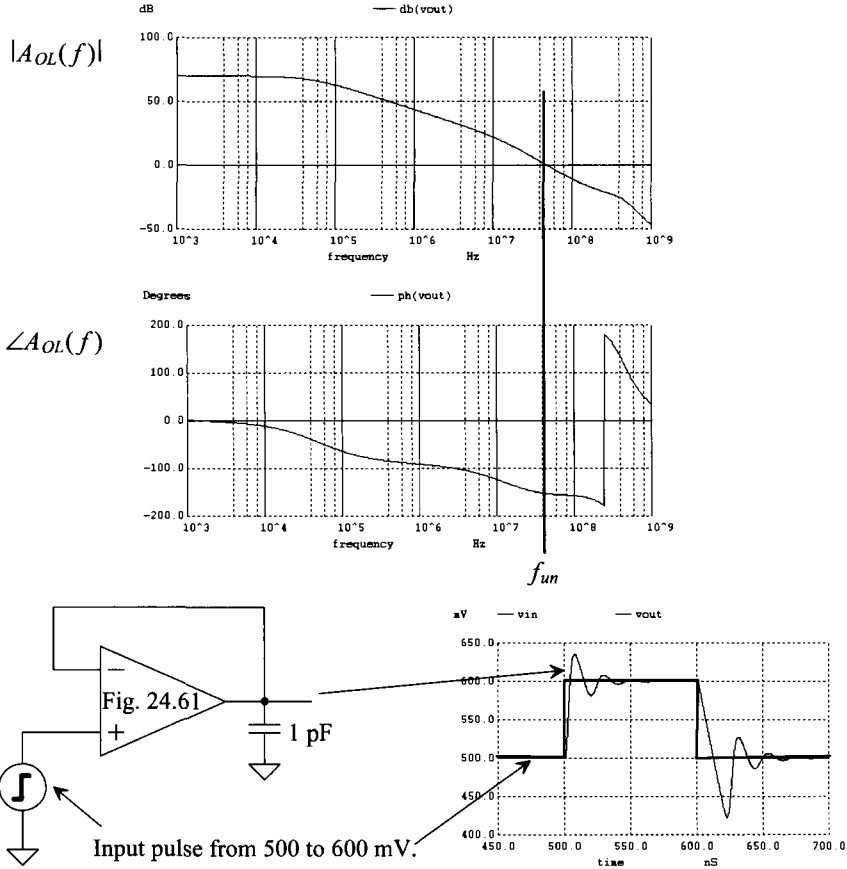 dB
db(vout)
|A_OL(f)|
100.0
50.0
0.0
-50.0
10^3 10^4 10^5 10^6 10^7 10^8 10^9
frequency Hz
Degrees
ph(vout)
∠A_OL(f)
200.0
100.0
0.0
-100.0
-200.0
10^3 10^4 10^5 10^6 10^7 10^8 10^9
frequency Hz
f_un
mV vin vout
650.0
600.0
550.0
500.0
450.0
400.0
450.0 500.0 550.0 600.0 650.0 700.0
time nS
−
Fig. 24.61
+
1 pF
Input pulse from 500 to 600 mV.